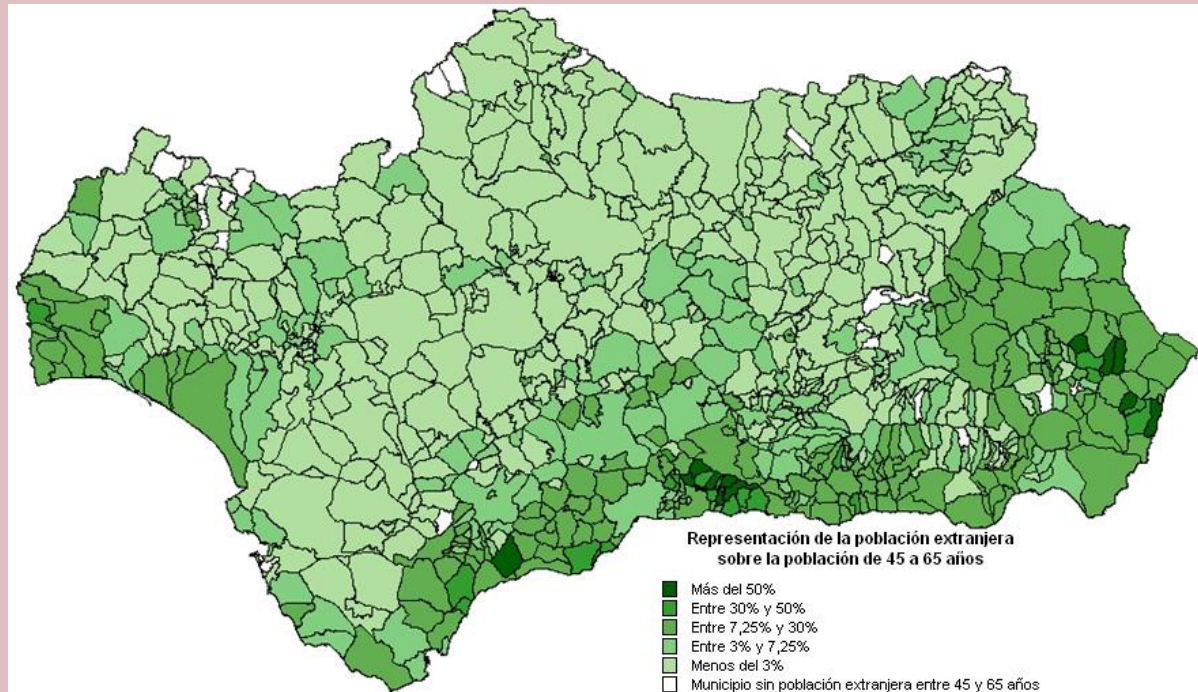 Representación de la población extranjera
sobre la población de 45 a 65 años
Más del 50%
Entre 30% y 50%
Entre 7,25% y 30%
Entre 3% y 7,25%
Menos del 3%
Municipio sin población extranjera entre 45 y 65 años